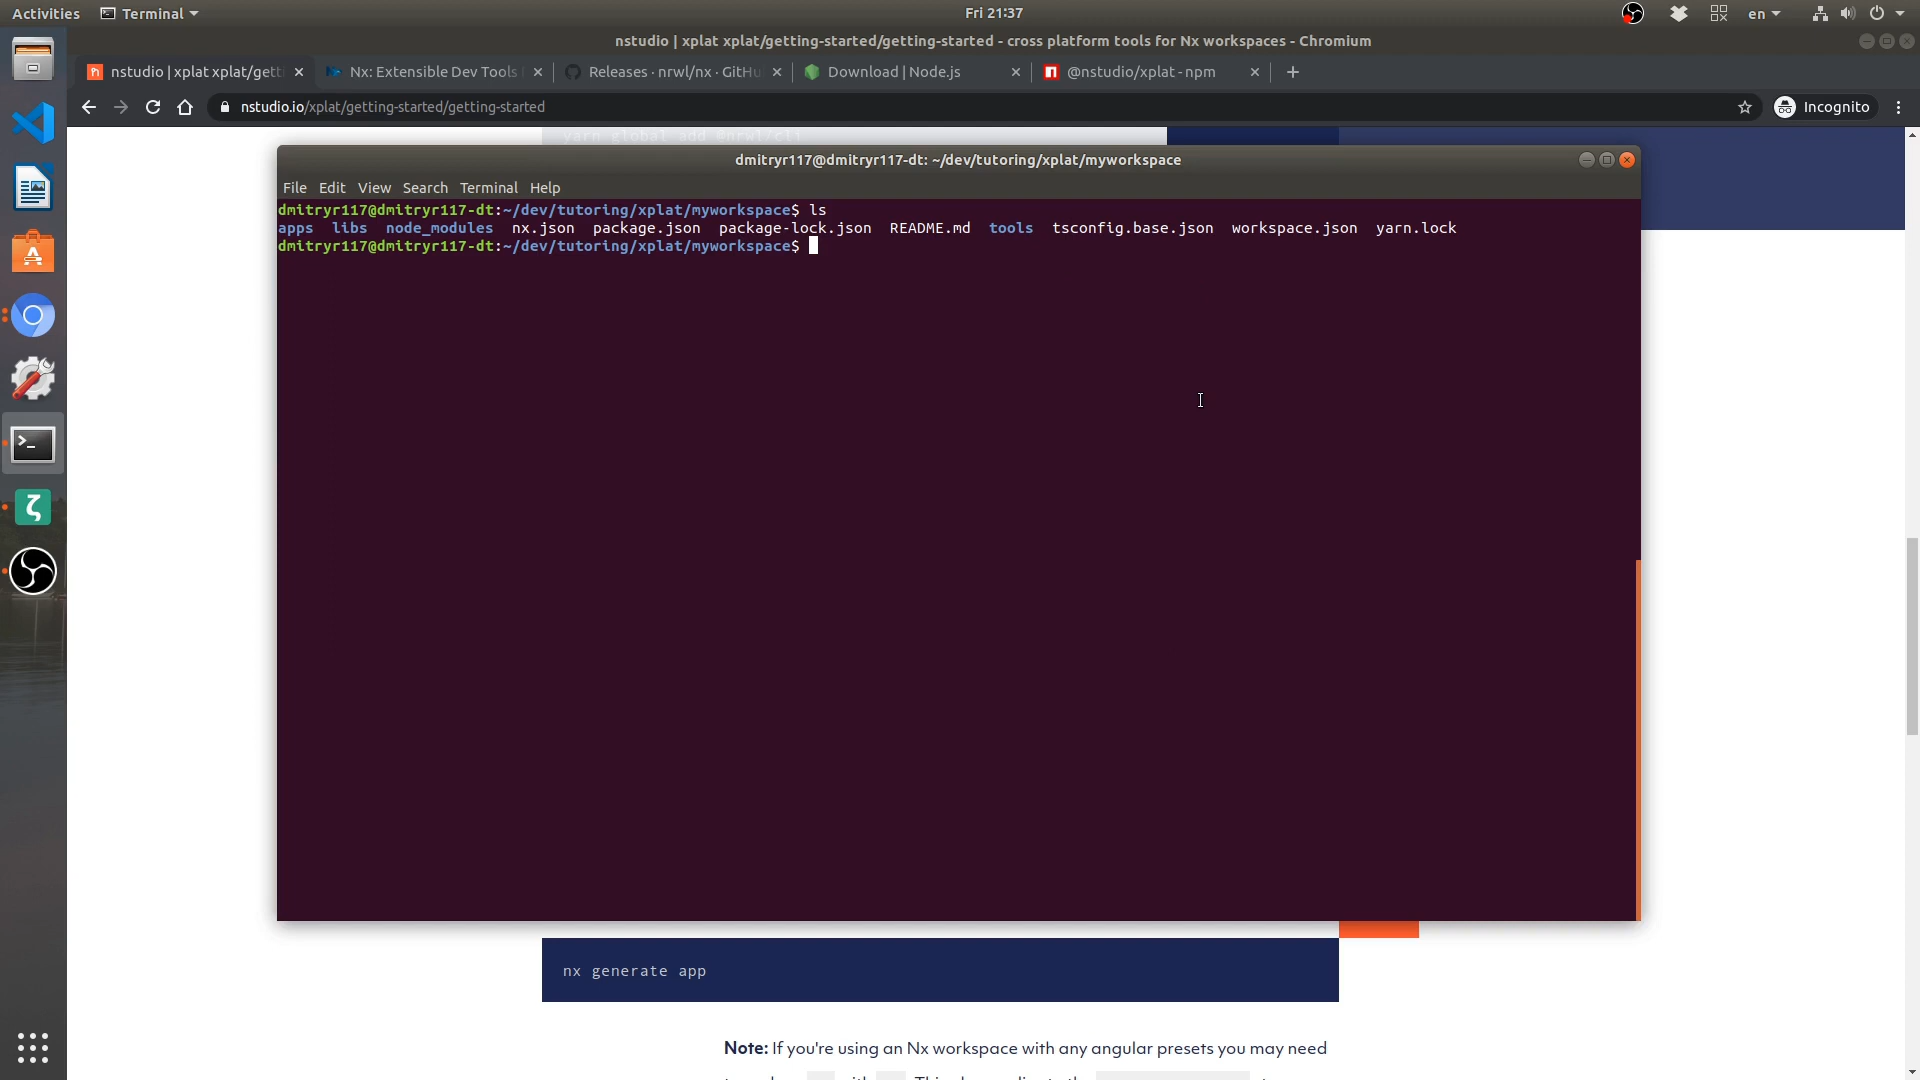 Activities Terminal Fri 21:37 en
nstudio | xplat xplat/getting-started/getting-started - cross platform tools for Nx workspaces - Chromium
nstudio | xplat xplat/gett Nx: Extensible Dev Tools Releases · nrwl/nx · GitHu Download | Node.js @nstudio/xplat - npm
nstudio.io/xplat/getting-started/getting-started Incognito
yarn global add @nrwl/cli
dmitryr117@dmitryr117-dt: ~/dev/tutoring/xplat/myworkspace
File Edit View Search Terminal Help
dmitryr117@dmitryr117-dt:~/dev/tutoring/xplat/myworkspace$ ls
apps libs node_modules nx.json package.json package-lock.json README.md tools tsconfig.base.json workspace.json yarn.lock
dmitryr117@dmitryr117-dt:~/dev/tutoring/xplat/myworkspace$
nx generate app
Note: If you're using an Nx workspace with any angular presets you may need